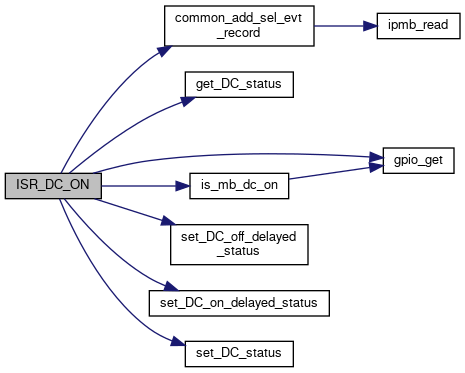 common_add_sel_evt
_record
ipmb_read
get_DC_status
gpio_get
ISR_DC_ON
is_mb_dc_on
set_DC_off_delayed
_status
set_DC_on_delayed_status
set_DC_status